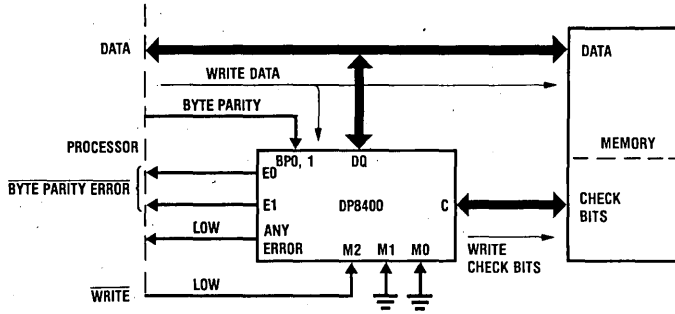 DATA
DATA
WRITE DATA
BYTE PARITY
PROCESSOR
BP0, 1 DQ
MEMORY
E0
BYTE PARITY ERROR
E1
DP8400
C
CHECK BITS
LOW
ANY ERROR
M2 M1 M0
WRITE CHECK BITS
WRITE
LOW